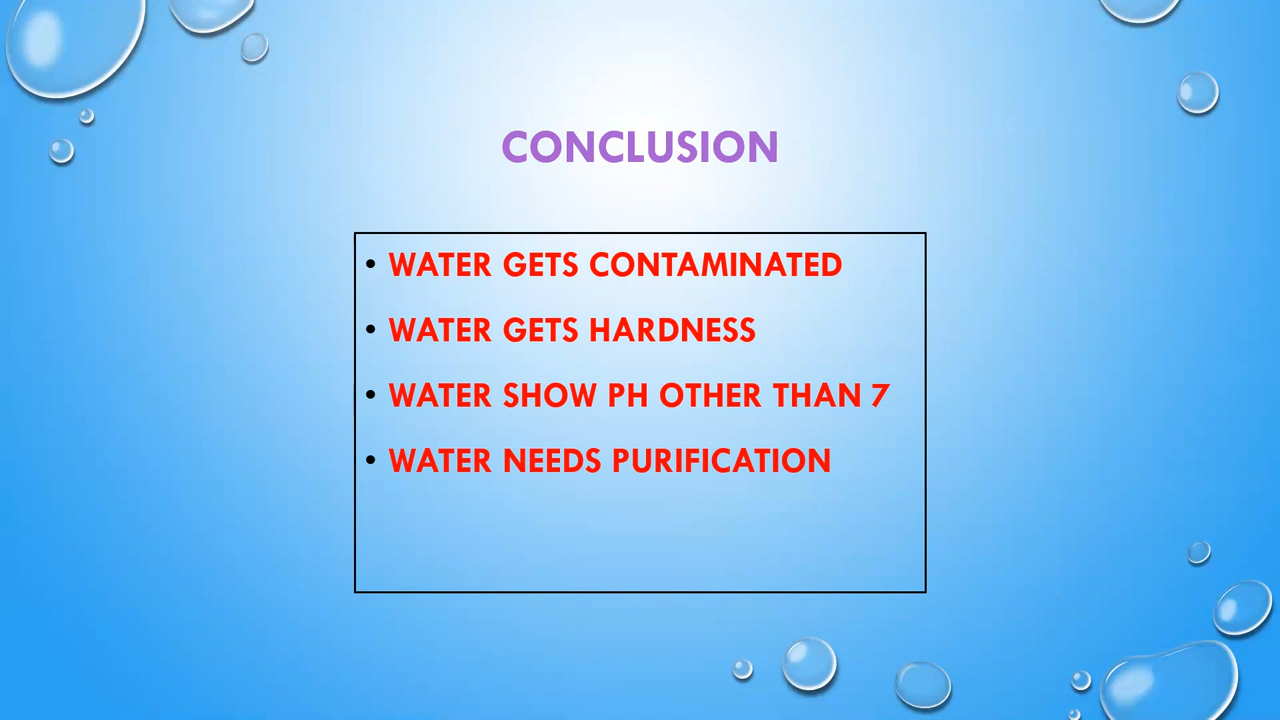 CONCLUSION
• WATER GETS CONTAMINATED
• WATER GETS HARDNESS
• WATER SHOW PH OTHER THAN 7
• WATER NEEDS PURIFICATION